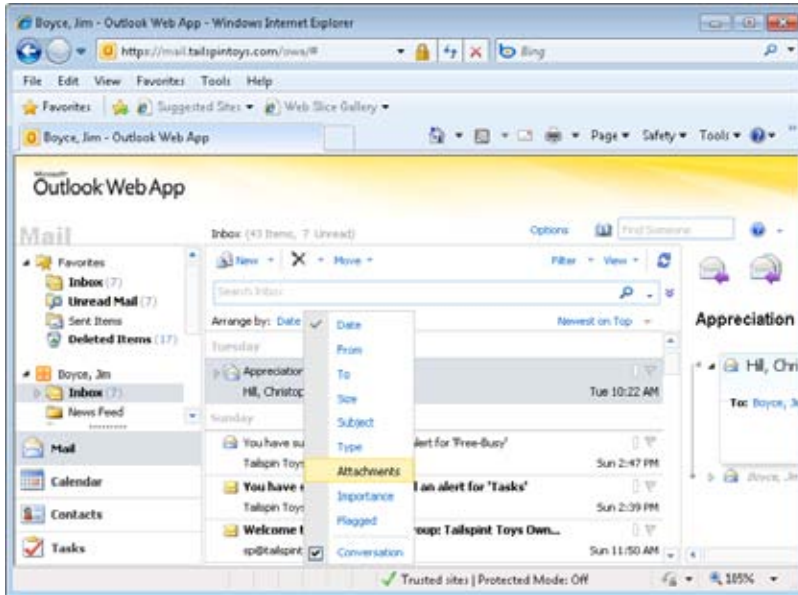 Boyce, Jim - Outlook Web App - Windows Internet Explorer
https://mail.tailspintoys.com/owa/#
Bing
File Edit View Favorites Tools Help
Favorites Suggested Sites Web Slice Gallery
Boyce, Jim - Outlook Web App
Page Safety Tools
Microsoft
Outlook Web App
Mail
Inbox (43 Items, 7 Unread)
Options
Find Someone
Favorites
Inbox (7)
Unread Mail (7)
Sent Items
Deleted Items (17)
Boyce, Jim
Inbox (7)
News Feed
Mail
Calendar
Contacts
Tasks
New Move Filter View
Search Inbox
Arrange by: Date Newest on Top
Tuesday
Appreciation
Hill, Christop
Tue 10:22 AM
Sunday
You have su lert for 'Free-Busy'
Tailspin Toys Sun 2:47 PM
You have l an alert for 'Tasks'
Tailspin Toys Sun 2:39 PM
Welcome t roup: Tailspint Toys Own...
sp@tailspint Sun 11:50 AM
Date
From
To
Size
Subject
Type
Attachments
Importance
Flagged
Conversation
Appreciation
Hill, Chri
To: Boyce, J
Boyce, Jim
Trusted sites | Protected Mode: Off
105%